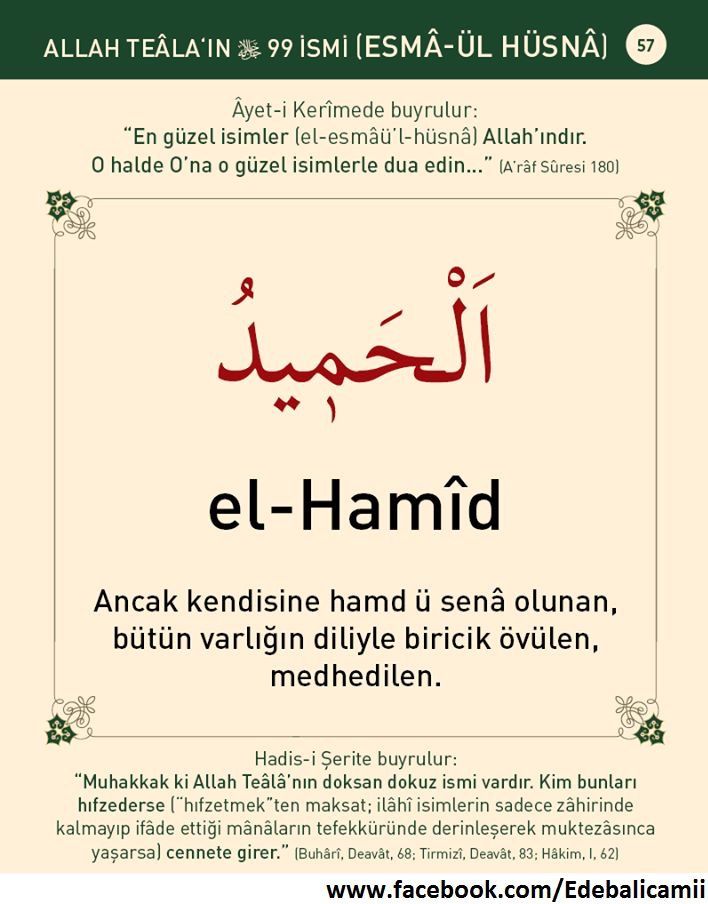 ALLAH TEÂLA‘IN ﷻ 99 İSMİ (ESMÂ-ÜL HÜSNÂ) 57
Âyet-i Kerîmede buyrulur:
“En güzel isimler (el-esmâü’l-hüsnâ) Allah’ındır.
O halde O’na o güzel isimlerle dua edin...” (A’râf Sûresi 180)
اَلْحَمٖيدُ
el-Hamîd
Ancak kendisine hamd ü senâ olunan,
bütün varlığın diliyle biricik övülen,
medhedilen.
Hadis-i Şerite buyrulur:
“Muhakkak ki Allah Teâlâ’nın doksan dokuz ismi vardır. Kim bunları
hıfzederse (“hıfzetmek”ten maksat; ilâhî isimlerin sadece zâhirinde
kalmayıp ifâde ettiği mânâların tefekküründe derinleşerek muktezâsınca
yaşarsa) cennete girer.” (Buhârî, Deavât, 68; Tirmizî, Deavât, 83; Hâkim, I, 62)
www.facebook.com/Edebalicamii